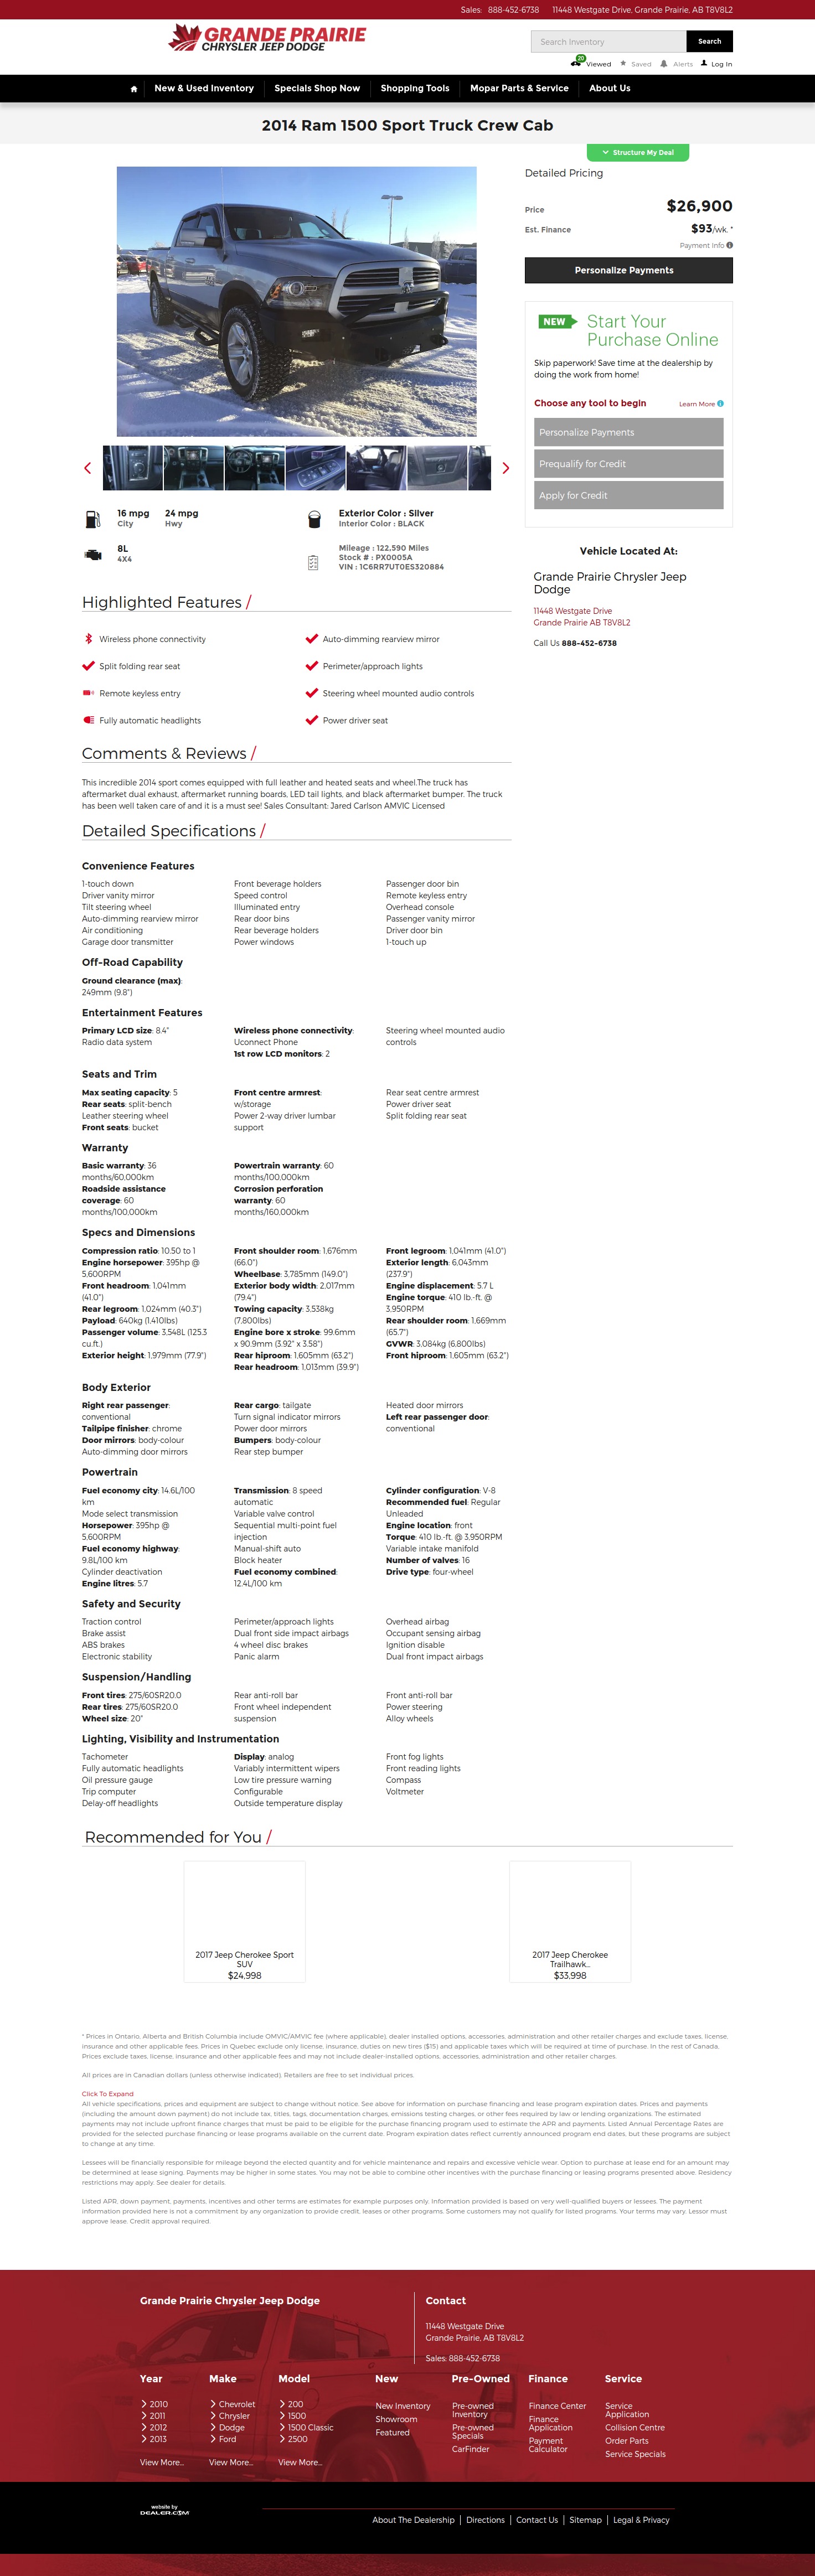 Sales: 888-452-6738 11448 Westgate Drive, Grande Prairie, AB T8V8L2
GRANDE PRAIRIE
CHRYSLER JEEP DODGE
Search Inventory
Search
20
Viewed Saved Alerts Log In
New & Used Inventory Specials Shop Now Shopping Tools Mopar Parts & Service About Us
2014 Ram 1500 Sport Truck Crew Cab
Structure My Deal
Detailed Pricing
Price $26,900
Est. Finance $93/wk. *
Payment Info
Personalize Payments
NEW Start Your
Purchase Online
Skip paperwork! Save time at the dealership by
doing the work from home!
Choose any tool to begin Learn More
Personalize Payments
Prequalify for Credit
Apply for Credit
16 mpg 24 mpg
City Hwy
Exterior Color : Silver
Interior Color : BLACK
8L
4X4
Mileage : 122,590 Miles
Stock # : PX0005A
VIN : 1C6RR7UT0ES320884
Vehicle Located At:
Grande Prairie Chrysler Jeep
Dodge
11448 Westgate Drive
Grande Prairie AB T8V8L2
Call Us 888-452-6738
Highlighted Features /
Wireless phone connectivity Auto-dimming rearview mirror
Split folding rear seat Perimeter/approach lights
Remote keyless entry Steering wheel mounted audio controls
Fully automatic headlights Power driver seat
Comments & Reviews /
This incredible 2014 sport comes equipped with full leather and heated seats and wheel.The truck has
aftermarket dual exhaust, aftermarket running boards, LED tail lights, and black aftermarket bumper. The truck
has been well taken care of and it is a must see! Sales Consultant: Jared Carlson AMVIC Licensed
Detailed Specifications /
Convenience Features
1-touch down Front beverage holders Passenger door bin
Driver vanity mirror Speed control Remote keyless entry
Tilt steering wheel Illuminated entry Overhead console
Auto-dimming rearview mirror Rear door bins Passenger vanity mirror
Air conditioning Rear beverage holders Driver door bin
Garage door transmitter Power windows 1-touch up
Off-Road Capability
Ground clearance (max):
249mm (9.8")
Entertainment Features
Primary LCD size: 8.4" Wireless phone connectivity: Steering wheel mounted audio
Radio data system Uconnect Phone controls
1st row LCD monitors: 2
Seats and Trim
Max seating capacity: 5 Front centre armrest: Rear seat centre armrest
Rear seats: split-bench w/storage Power driver seat
Leather steering wheel Power 2-way driver lumbar Split folding rear seat
Front seats: bucket support
Warranty
Basic warranty: 36 Powertrain warranty: 60
months/60,000km months/100,000km
Roadside assistance Corrosion perforation
coverage: 60 warranty: 60
months/100,000km months/160,000km
Specs and Dimensions
Compression ratio: 10.50 to 1 Front shoulder room: 1,676mm Front legroom: 1,041mm (41.0")
Engine horsepower: 395hp @ (66.0") Exterior length: 6,043mm
5,600RPM Wheelbase: 3,785mm (149.0") (237.9")
Front headroom: 1,041mm Exterior body width: 2,017mm Engine displacement: 5.7 L
(41.0") (79.4") Engine torque: 410 lb.-ft. @
Rear legroom: 1,024mm (40.3") Towing capacity: 3,538kg 3,950RPM
Payload: 640kg (1,410lbs) (7,800lbs) Rear shoulder room: 1,669mm
Passenger volume: 3,548L (125.3 Engine bore x stroke: 99.6mm (65.7")
cu.ft.) x 90.9mm (3.92" x 3.58") GVWR: 3,084kg (6,800lbs)
Exterior height: 1,979mm (77.9") Rear hiproom: 1,605mm (63.2") Front hiproom: 1,605mm (63.2")
Rear headroom: 1,013mm (39.9")
Body Exterior
Right rear passenger: Rear cargo: tailgate Heated door mirrors
conventional Turn signal indicator mirrors Left rear passenger door:
Tailpipe finisher: chrome Power door mirrors conventional
Door mirrors: body-colour Bumpers: body-colour
Auto-dimming door mirrors Rear step bumper
Powertrain
Fuel economy city: 14.6L/100 Transmission: 8 speed Cylinder configuration: V-8
km automatic Recommended fuel: Regular
Mode select transmission Variable valve control Unleaded
Horsepower: 395hp @ Sequential multi-point fuel Engine location: front
5,600RPM injection Torque: 410 lb.-ft. @ 3,950RPM
Fuel economy highway: Manual-shift auto Variable intake manifold
9.8L/100 km Block heater Number of valves: 16
Cylinder deactivation Fuel economy combined: Drive type: four-wheel
Engine litres: 5.7 12.4L/100 km
Safety and Security
Traction control Perimeter/approach lights Overhead airbag
Brake assist Dual front side impact airbags Occupant sensing airbag
ABS brakes 4 wheel disc brakes Ignition disable
Electronic stability Panic alarm Dual front impact airbags
Suspension/Handling
Front tires: 275/60SR20.0 Rear anti-roll bar Front anti-roll bar
Rear tires: 275/60SR20.0 Front wheel independent Power steering
Wheel size: 20" suspension Alloy wheels
Lighting, Visibility and Instrumentation
Tachometer Display: analog Front fog lights
Fully automatic headlights Variably intermittent wipers Front reading lights
Oil pressure gauge Low tire pressure warning Compass
Trip computer Configurable Voltmeter
Delay-off headlights Outside temperature display
Recommended for You /
2017 Jeep Cherokee Sport 2017 Jeep Cherokee
SUV Trailhawk...
$24,998 $33,998
* Prices in Ontario, Alberta and British Columbia include OMVIC/AMVIC fee (where applicable), dealer installed options, accessories, administration and other retailer charges and exclude taxes, license,
insurance and other applicable fees. Prices in Quebec exclude only license, insurance, duties on new tires ($15) and applicable taxes which will be required at time of purchase. In the rest of Canada,
Prices exclude taxes, license, insurance and other applicable fees and may not include dealer-installed options, accessories, administration and other retailer charges.
All prices are in Canadian dollars (unless otherwise indicated). Retailers are free to set individual prices.
Click To Expand
All vehicle specifications, prices and equipment are subject to change without notice. See above for information on purchase financing and lease program expiration dates. Prices and payments
(including the amount down payment) do not include tax, titles, tags, documentation charges, emissions testing charges, or other fees required by law or lending organizations. The estimated
payments may not include upfront finance charges that must be paid to be eligible for the purchase financing program used to estimate the APR and payments. Listed Annual Percentage Rates are
provided for the selected purchase financing or lease programs available on the current date. Program expiration dates reflect currently announced program end dates, but these programs are subject
to change at any time.
Lessees will be financially responsible for mileage beyond the elected quantity and for vehicle maintenance and repairs and excessive vehicle wear. Option to purchase at lease end for an amount may
be determined at lease signing. Payments may be higher in some states. You may not be able to combine other incentives with the purchase financing or leasing programs presented above. Residency
restrictions may apply. See dealer for details.
Listed APR, down payment, payments, incentives and other terms are estimates for example purposes only. Information provided is based on very well-qualified buyers or lessees. The payment
information provided here is not a commitment by any organization to provide credit, leases or other programs. Some customers may not qualify for listed programs. Your terms may vary. Lessor must
approve lease. Credit approval required.
Grande Prairie Chrysler Jeep Dodge Contact
11448 Westgate Drive
Grande Prairie, AB T8V8L2
Sales: 888-452-6738
Year Make Model New Pre-Owned Finance Service
2010 Chevrolet 200 New Inventory Pre-owned Inventory Finance Center Service Application
2011 Chrysler 1500 Showroom Pre-owned Specials Finance Application Collision Centre
2012 Dodge 1500 Classic Featured CarFinder Payment Calculator Order Parts
2013 Ford 2500 Service Specials
View More... View More... View More...
website by
DEALER.COM
About The Dealership | Directions | Contact Us | Sitemap | Legal & Privacy